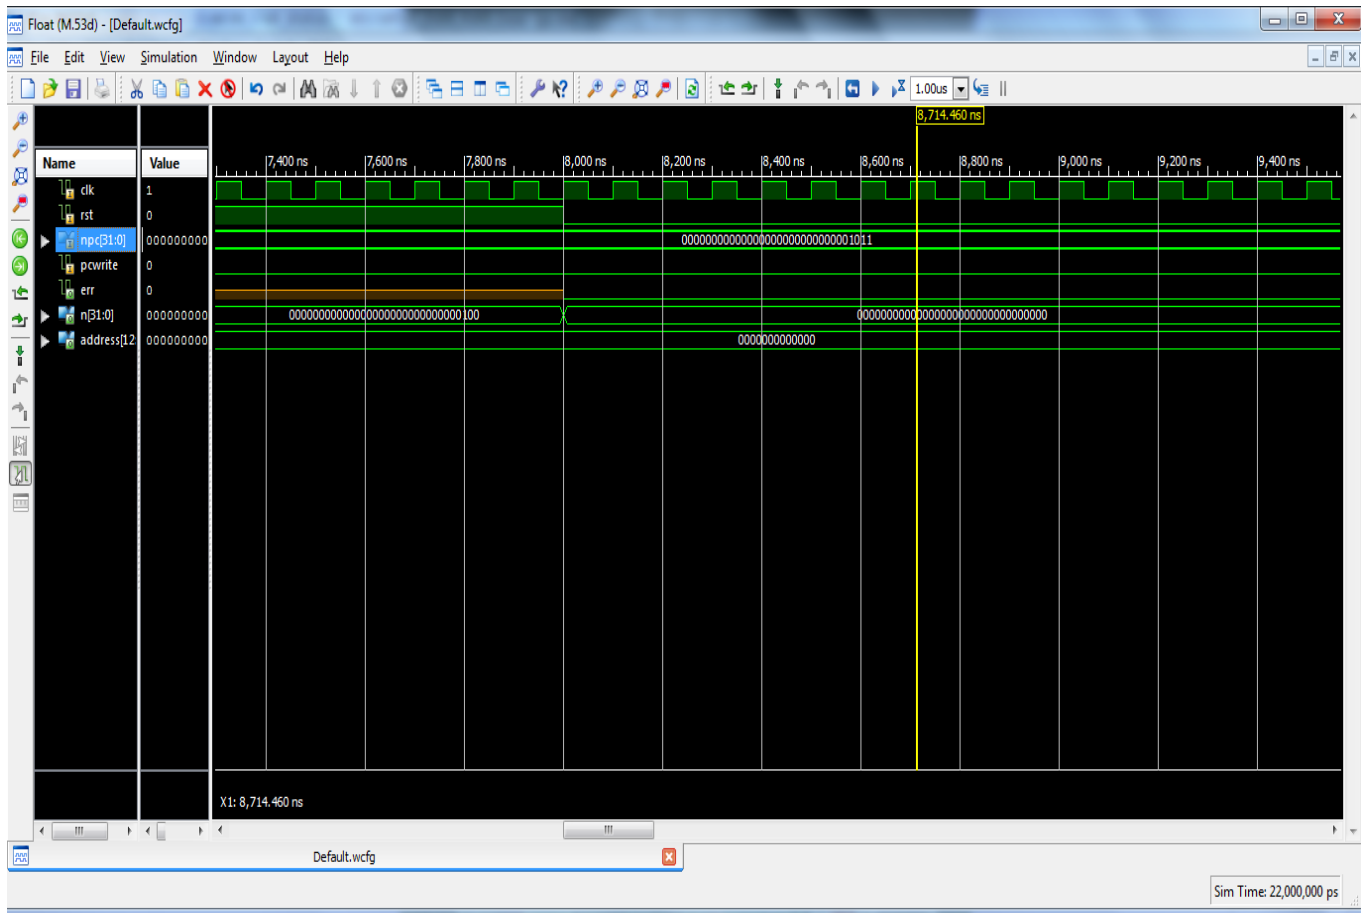 Float (M.53d) - [Default.wcfg]
File Edit View Simulation Window Layout Help
1.00us
8,714.460 ns
Name Value 7,400 ns 7,600 ns 7,800 ns 8,000 ns 8,200 ns 8,400 ns 8,600 ns 8,800 ns 9,000 ns 9,200 ns 9,400 ns
clk 1
rst 0
npc[31:0] 000000000 00000000000000000000000000001011
pcwrite 0
err 0
n[31:0] 000000000 00000000000000000000000000000100 00000000000000000000000000000000
address[12 000000000 0000000000000
X1: 8,714.460 ns
Default.wcfg
Sim Time: 22,000,000 ps